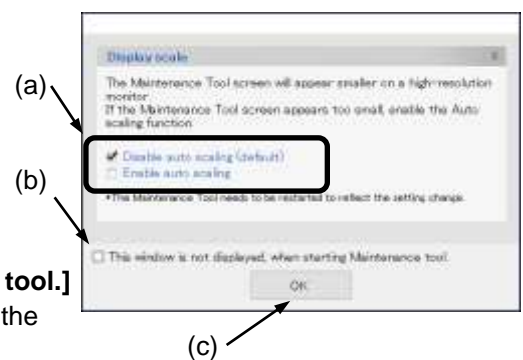 Display scale
The Maintenance Tool screen will appear smaller on a high-resolution
monitor.
If the Maintenance Tool screen appears too small, enable the Auto
scaling function.
(a)
Disable auto scaling (default)
Enable auto scaling
*The Maintenance Tool needs to be restarted to reflect the setting change.
(b)
This window is not displayed, when starting Maintenance tool.
tool.]
OK
the
(c)